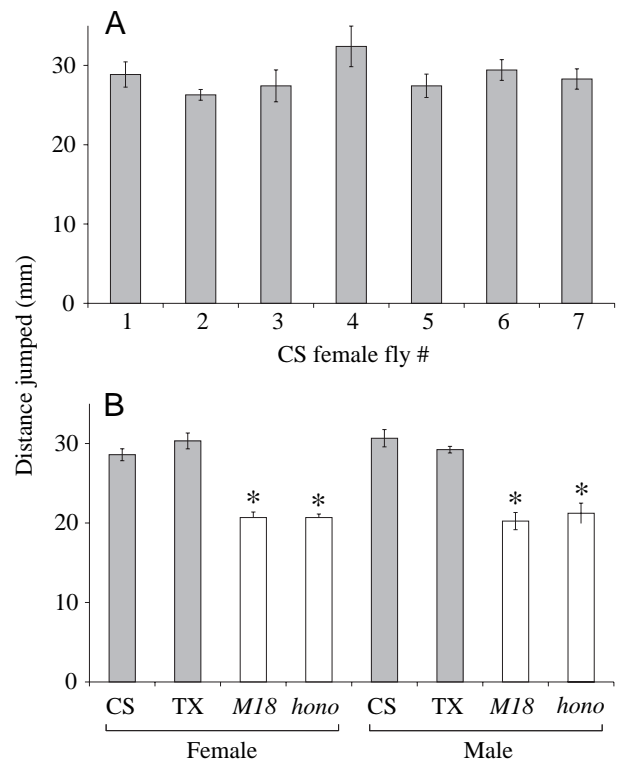 A
30
20
10
0
1 2 3 4 5 6 7
CS female fly #
Distance jumped (mm)
B
30
* * * *
20
10
0
CS TX M18 hono CS TX M18 hono
Female Male